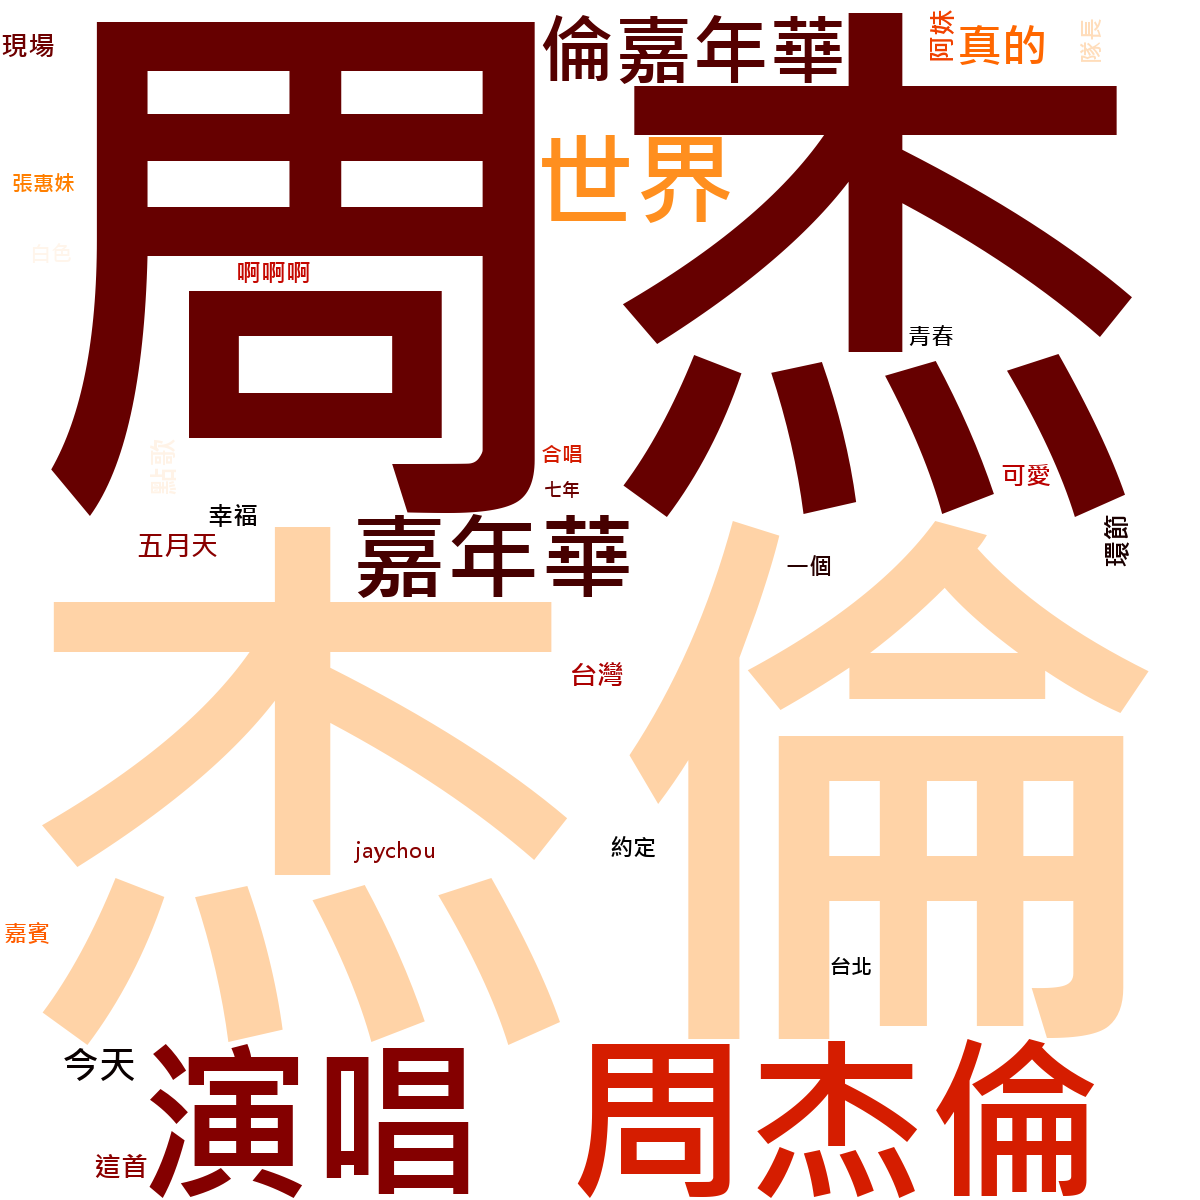 周杰
倫嘉年華
阿妹
真的
隊長
現場
世界
張惠妹
白色
啊啊啊
青春
點歌
合唱
可愛
七年
幸福
五月天
嘉年華
環節
一個
杰倫
台灣
jaychou
約定
嘉賓
台北
今天
演唱
周杰倫
這首